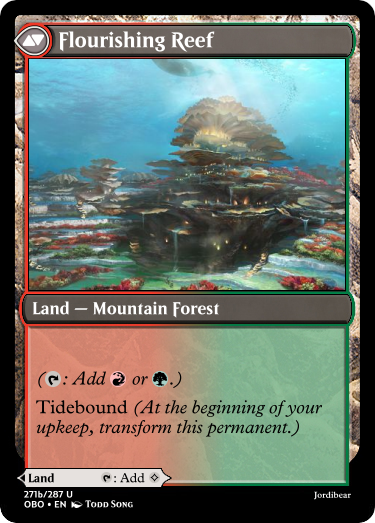 Flourishing Reef
Land — Mountain Forest
(: Add or .)
Tidebound (At the beginning of your
upkeep, transform this permanent.)
Land : Add
271b/287 U
OBO • EN Todd Song
Jordibear